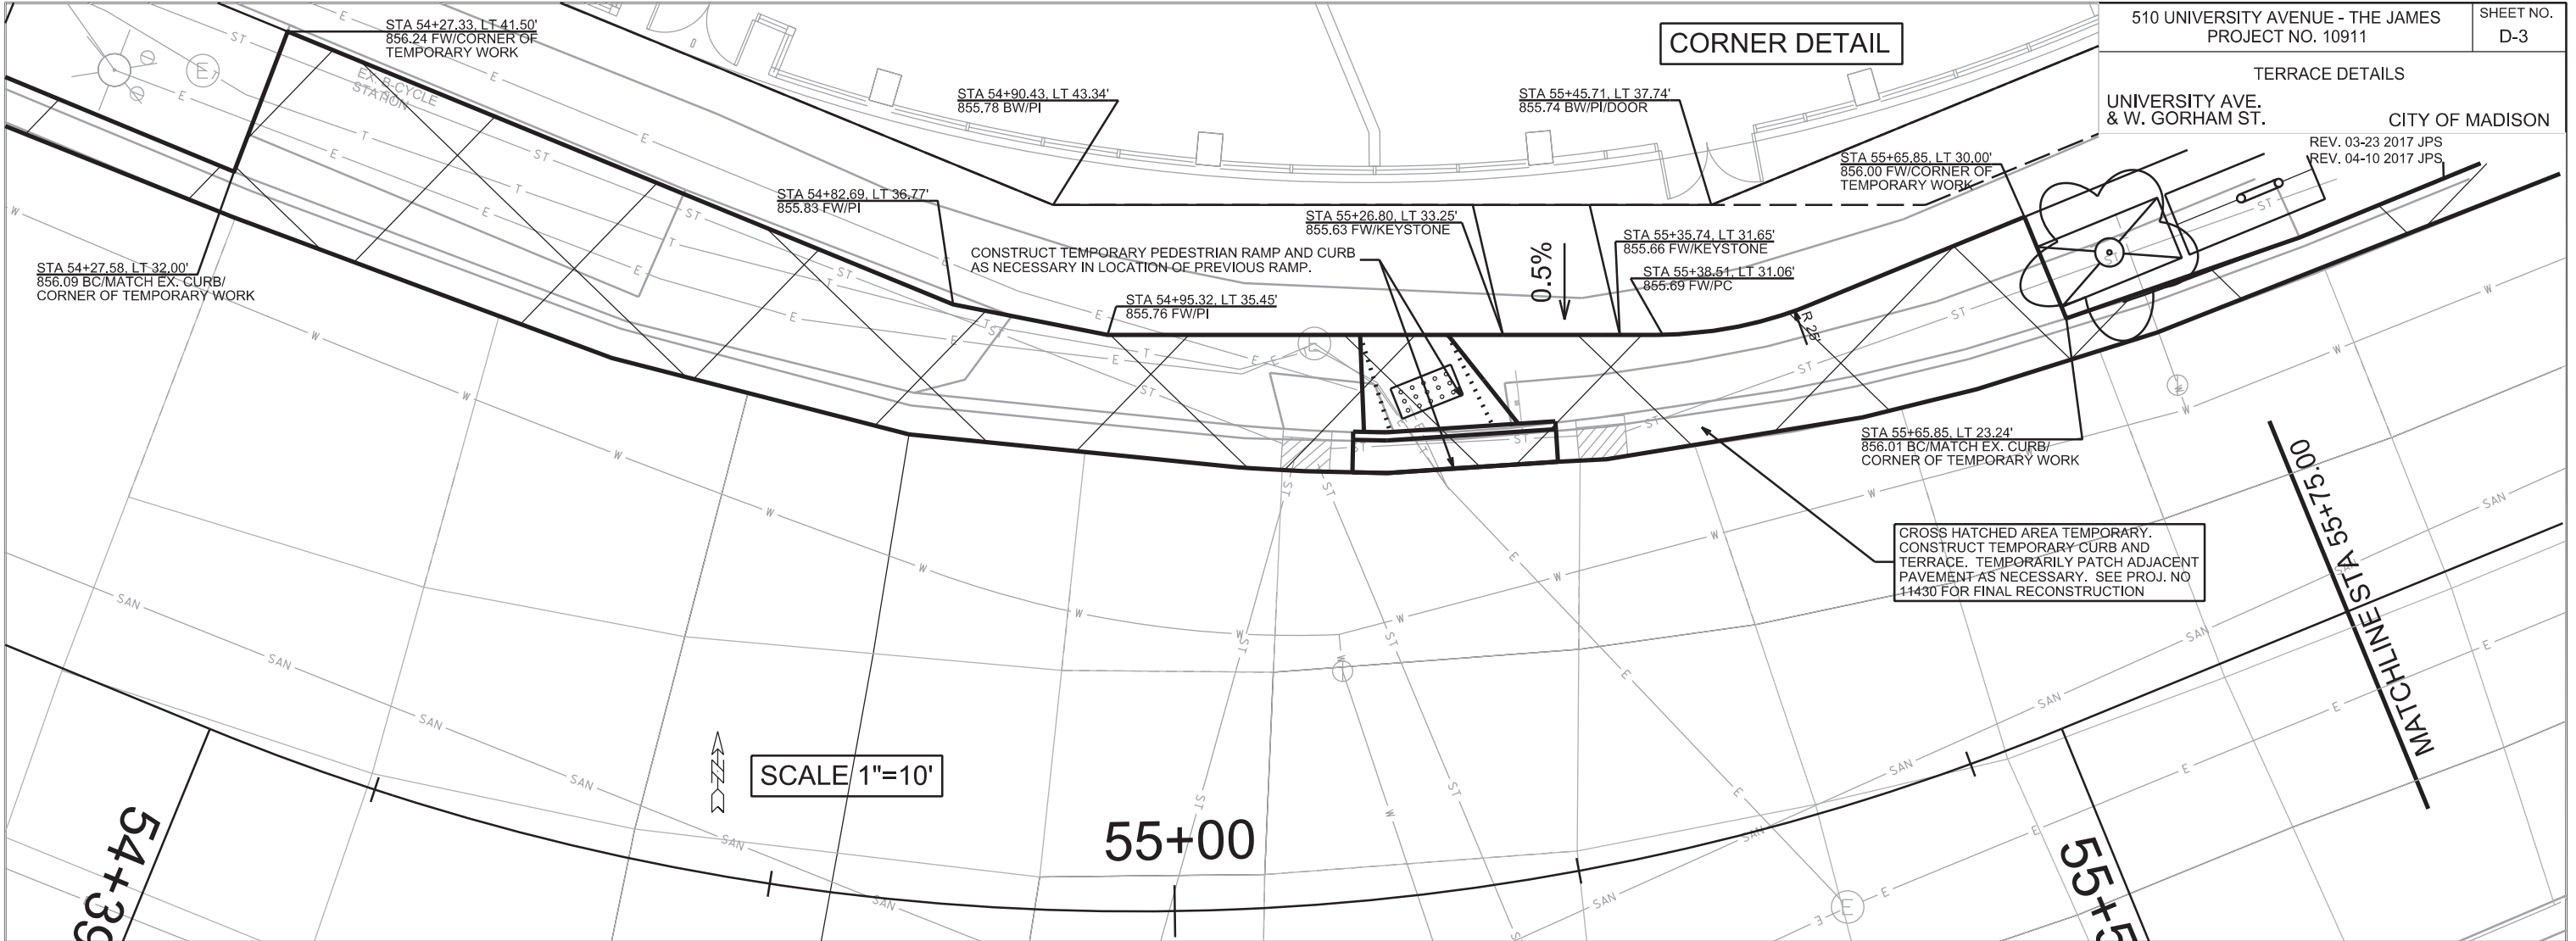 510 UNIVERSITY AVENUE - THE JAMES
PROJECT NO. 10911
SHEET NO.
D-3
TERRACE DETAILS
UNIVERSITY AVE.
& W. GORHAM ST.
CITY OF MADISON
REV. 03-23 2017 JPS
REV. 04-10 2017 JPS
CORNER DETAIL
STA 54+27.33, LT 41.50'
856.24 FW/CORNER OF
TEMPORARY WORK
EX. B-CYCLE
STATION
STA 54+90.43, LT 43.34'
855.78 BW/PI
STA 55+45.71, LT 37.74'
855.74 BW/PI/DOOR
STA 55+65.85, LT 30.00'
856.00 FW/CORNER OF
TEMPORARY WORK
STA 54+82.69, LT 36.77'
855.83 FW/PI
STA 55+26.80, LT 33.25'
855.63 FW/KEYSTONE
STA 55+35.74, LT 31.65'
855.66 FW/KEYSTONE
STA 55+38.51, LT 31.06'
855.69 FW/PC
0.5%
CONSTRUCT TEMPORARY PEDESTRIAN RAMP AND CURB
AS NECESSARY IN LOCATION OF PREVIOUS RAMP.
STA 54+27.58, LT 32.00'
856.09 BC/MATCH EX. CURB/
CORNER OF TEMPORARY WORK
STA 54+95.32, LT 35.45'
855.76 FW/PI
R 25'
STA 55+65.85, LT 23.24'
856.01 BC/MATCH EX. CURB/
CORNER OF TEMPORARY WORK
CROSS HATCHED AREA TEMPORARY.
CONSTRUCT TEMPORARY CURB AND
TERRACE. TEMPORARILY PATCH ADJACENT
PAVEMENT AS NECESSARY. SEE PROJ. NO
11430 FOR FINAL RECONSTRUCTION
MATCHLINE STA 55+75.00
N
SCALE 1"=10'
54+39
55+00
55+5